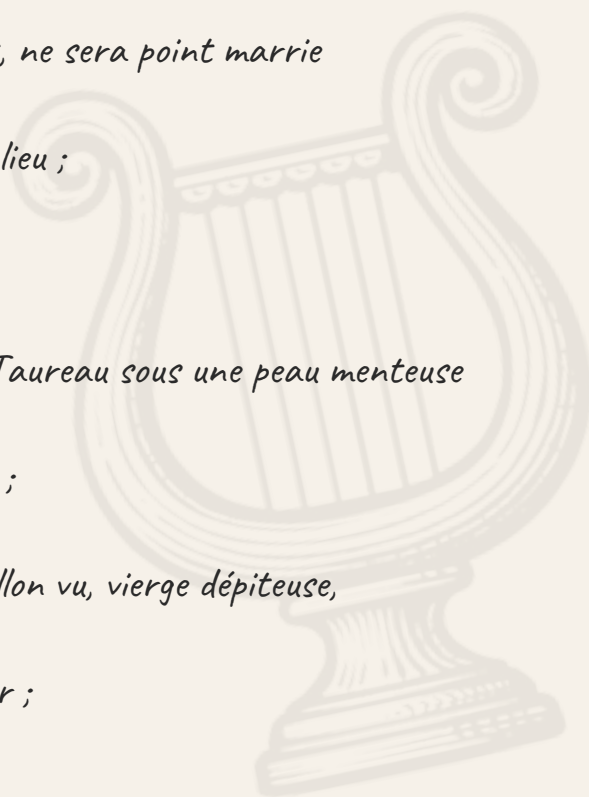 , ne sera point marrie
lieu ;
Taureau sous une peau menteuse
;
llon vu, vierge dépiteuse,
r ;